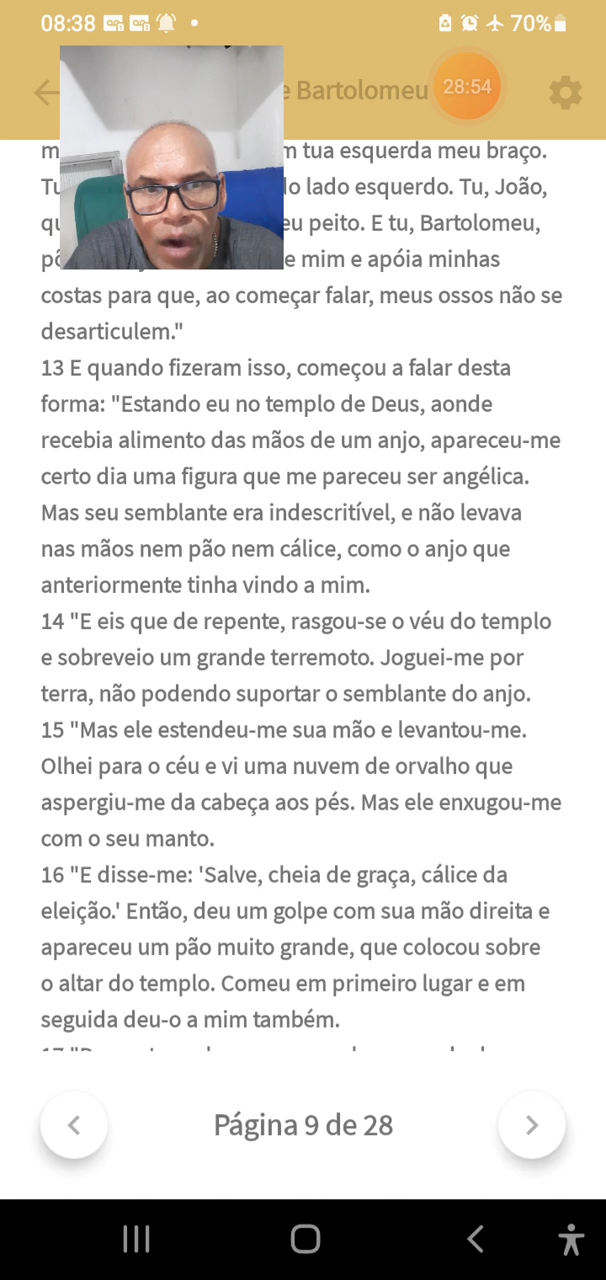 08:38 70%
e Bartolomeu 28:54
m tua esquerda meu braço.
Tu lo lado esquerdo. Tu, João,
qu eu peito. E tu, Bartolomeu,
e mim e apóia minhas
costas para que, ao começar falar, meus ossos não se
desarticulem."
13 E quando fizeram isso, começou a falar desta
forma: "Estando eu no templo de Deus, aonde
recebia alimento das mãos de um anjo, apareceu-me
certo dia uma figura que me pareceu ser angélica.
Mas seu semblante era indescritível, e não levava
nas mãos nem pão nem cálice, como o anjo que
anteriormente tinha vindo a mim.
14 "E eis que de repente, rasgou-se o véu do templo
e sobreveio um grande terremoto. Joguei-me por
terra, não podendo suportar o semblante do anjo.
15 "Mas ele estendeu-me sua mão e levantou-me.
Olhei para o céu e vi uma nuvem de orvalho que
aspergiu-me da cabeça aos pés. Mas ele enxugou-me
com o seu manto.
16 "E disse-me: 'Salve, cheia de graça, cálice da
eleição.' Então, deu um golpe com sua mão direita e
apareceu um pão muito grande, que colocou sobre
o altar do templo. Comeu em primeiro lugar e em
seguida deu-o a mim também.
Página 9 de 28